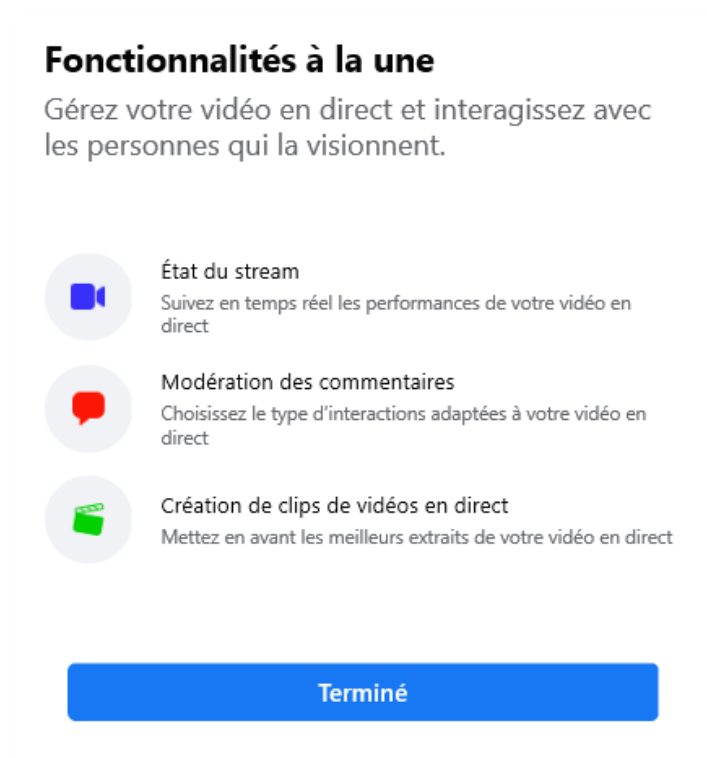 Fonctionnalités à la une
Gérez votre vidéo en direct et interagissez avec
les personnes qui la visionnent.
État du stream
Suivez en temps réel les performances de votre vidéo en
direct
Modération des commentaires
Choisissez le type d'interactions adaptées à votre vidéo en
direct
Création de clips de vidéos en direct
Mettez en avant les meilleurs extraits de votre vidéo en direct
Terminé